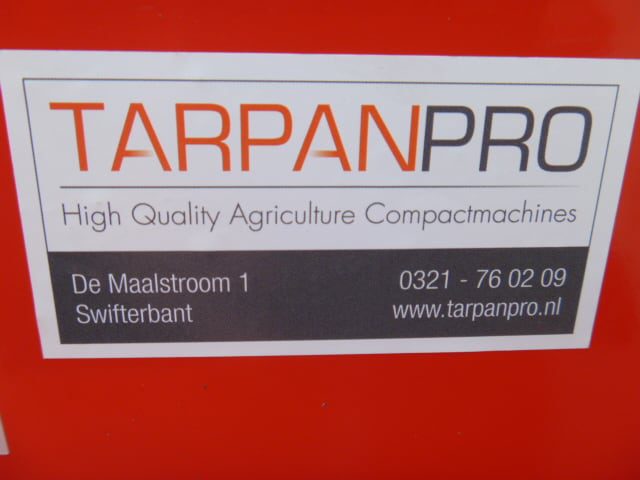 TARPANPRO
High Quality Agriculture Compactmachines
De Maalstroom 1
Swifterbant
0321 - 76 02 09
www.tarpanpro.nl